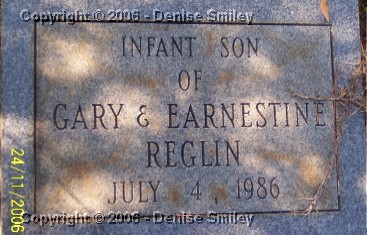 Copyright © 2006 - Denise Smiley
INFANT SON
OF
GARY & EARNESTINE
REGLIN
JULY 4, 1986
24/11/2006
Copyright © 2006 - Denise Smiley